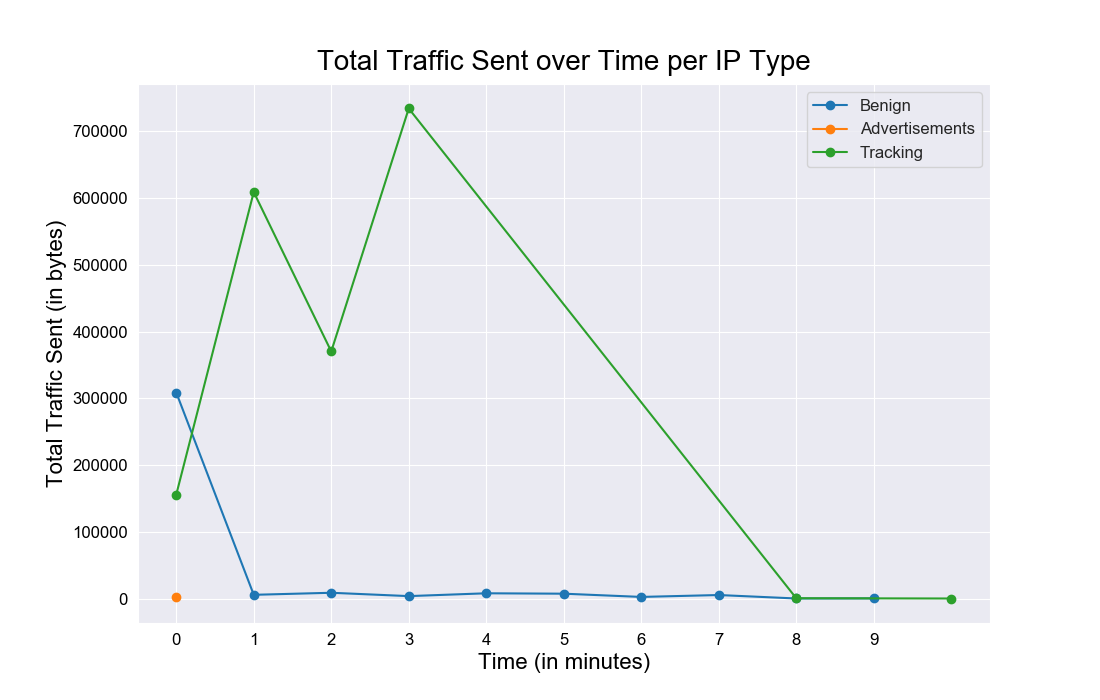 Total Traffic Sent over Time per IP Type
Benign
Advertisements
Tracking
700000
600000
500000
400000
300000
200000
100000
0
Total Traffic Sent (in bytes)
0 1 2 3 4 5 6 7 8 9
Time (in minutes)